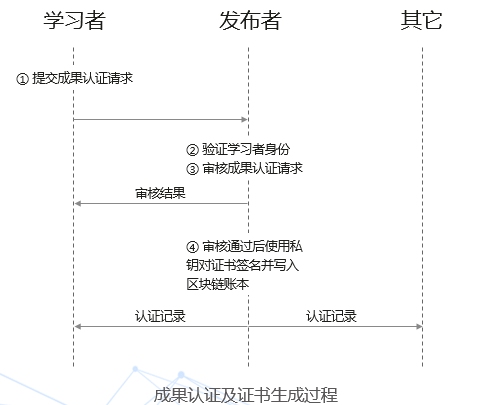 学习者 发布者 其它
① 提交成果认证请求
② 验证学习者身份
③ 审核成果认证请求
审核结果
④ 审核通过后使用私
钥对证书签名并写入
区块链账本
认证记录 认证记录
成果认证及证书生成过程